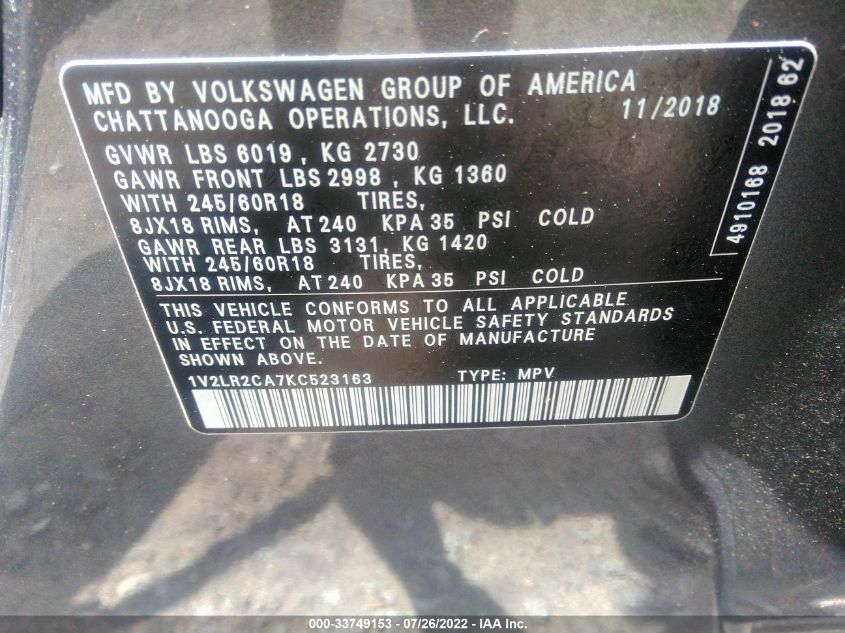 MFD BY VOLKSWAGEN GROUP OF AMERICA
CHATTANOOGA OPERATIONS, LLC. 11/2018
GVWR LBS 6019 , KG 2730
GAWR FRONT LBS 2998 , KG 1360
WITH 245/60R18 TIRES,
8JX18 RIMS, AT 240 KPA 35 PSI COLD
GAWR REAR LBS 3131, KG 1420
WITH 245/60R18 TIRES,
8JX18 RIMS, AT 240 KPA 35 PSI COLD
THIS VEHICLE CONFORMS TO ALL APPLICABLE
U.S. FEDERAL MOTOR VEHICLE SAFETY STANDARDS
IN EFFECT ON THE DATE OF MANUFACTURE
SHOWN ABOVE.
1V2LR2CA7KC523163 TYPE: MPV
4910168 2018 62
000-33749153 - 07/26/2022 - IAA Inc.